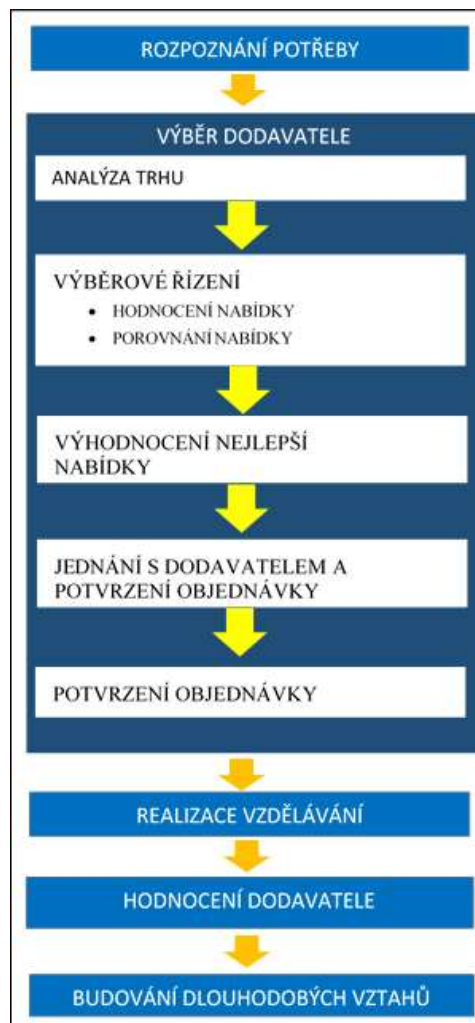 ROZPOZNÁNÍ POTŘEBY
VÝBĚR DODAVATELE
ANALÝZA TRHU
VÝBĚROVÉ ŘÍZENÍ
• HODNOCENÍ NABÍDKY
• POROVNÁNÍ NABÍDKY
VÝHODNOCENÍ NEJLEPŠÍ
NABÍDKY
JEDNÁNÍ S DODAVATELEM A
POTVRZENÍ OBJEDNÁVKY
POTVRZENÍ OBJEDNÁVKY
REALIZACE VZDĚLÁVÁNÍ
HODNOCENÍ DODAVATELE
BUDOVÁNÍ DLOUHODOBÝCH VZTAHŮ